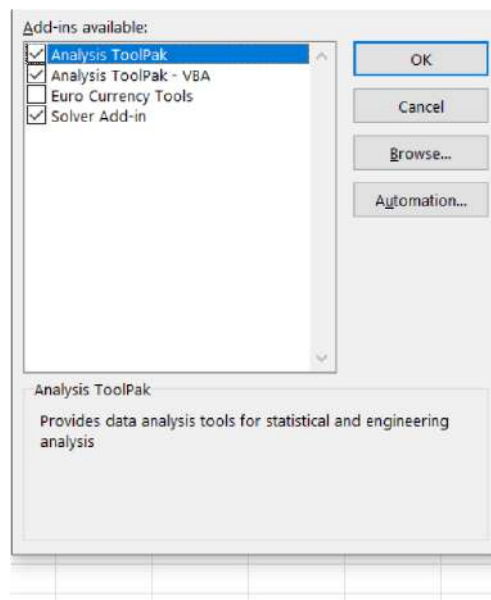 Add-ins available:
Analysis ToolPak
Analysis ToolPak - VBA
Euro Currency Tools
Solver Add-in
OK
Cancel
Browse...
Automation...
Analysis ToolPak
Provides data analysis tools for statistical and engineering
analysis